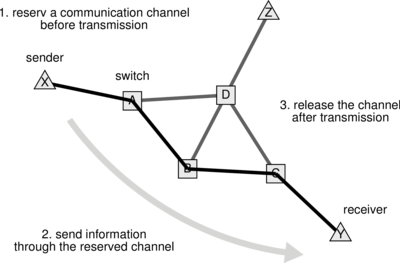 1. reserv a communication channel
before transmission
Z
sender
X
switch
A
D
3. release the channel
after transmission
B
C
receiver
Y
2. send information
through the reserved channel